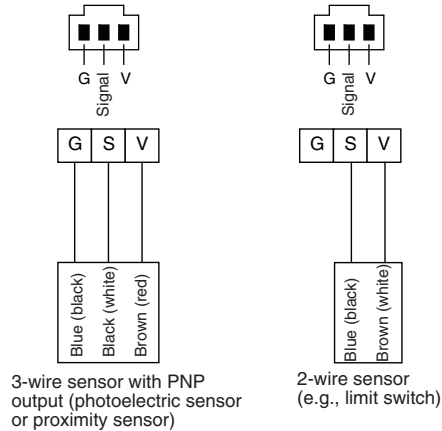 G Signal V
G S V
Blue (black)
Black (white)
Brown (red)
3-wire sensor with PNP
output (photoelectric sensor
or proximity sensor)
G Signal V
G S V
Blue (black)
Brown (white)
2-wire sensor
(e.g., limit switch)